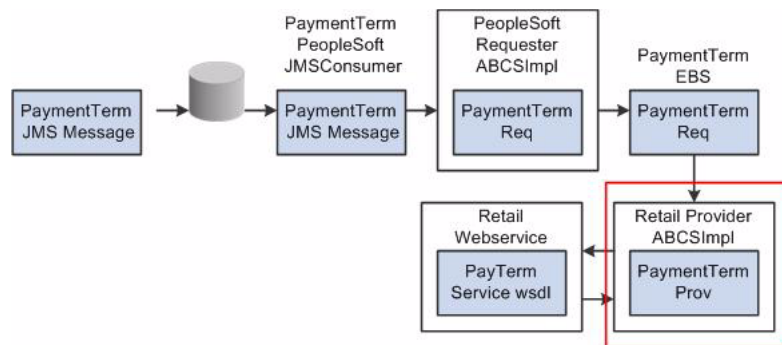 PaymentTerm
JMS Message
PaymentTerm
PeopleSoft
JMSConsumer
PaymentTerm
JMS Message
PeopleSoft
Requester
ABCSImpl
PaymentTerm
Req
PaymentTerm
EBS
PaymentTerm
Req
Retail
Webservice
PayTerm
Service wsdl
Retail Provider
ABCSImpl
PaymentTerm
Prov